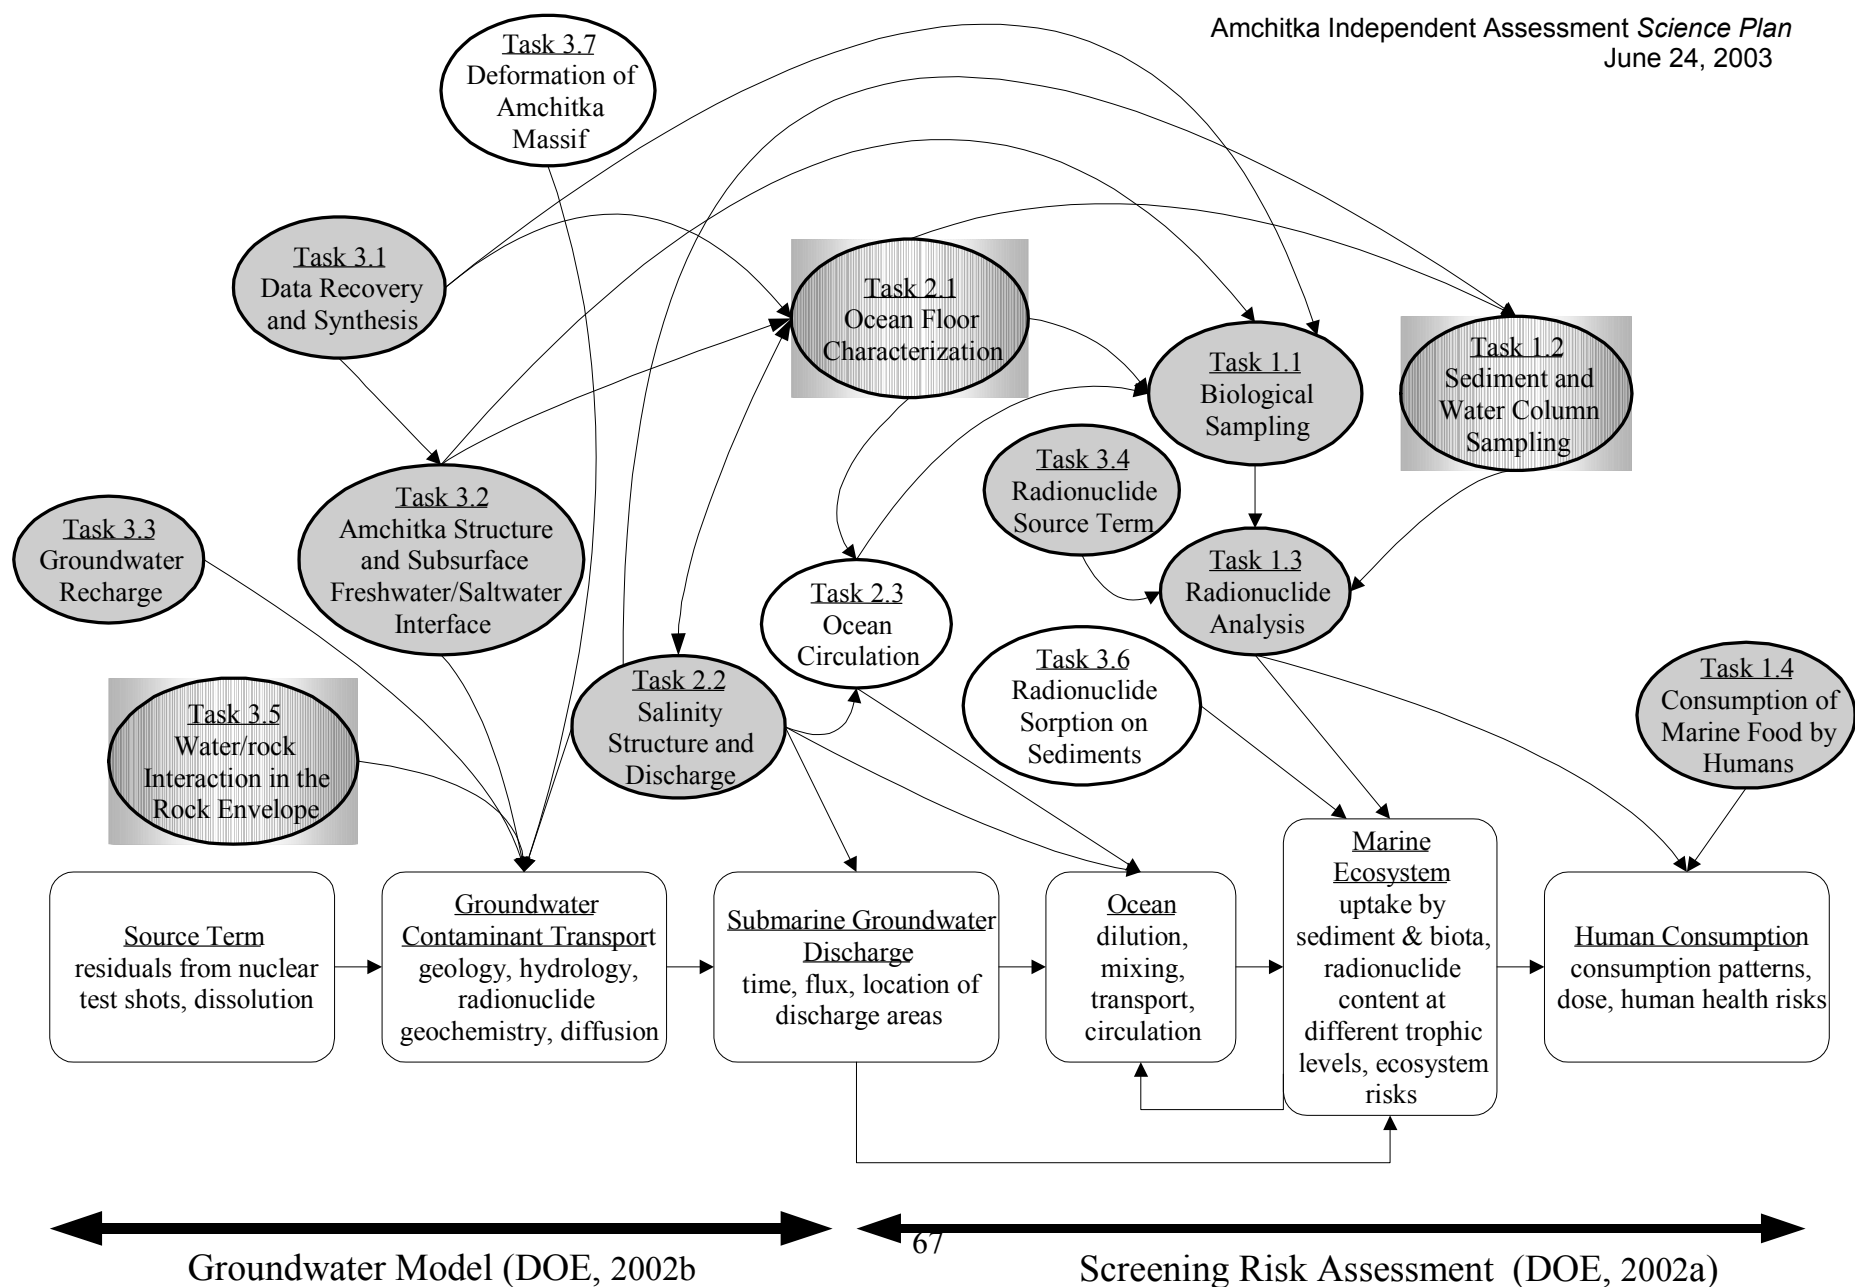 Amchitka Independent Assessment Science Plan
June 24, 2003
Task 3.7
Deformation of
Amchitka
Massif
Task 3.1
Data Recovery
and Synthesis
Task 2.1
Ocean Floor
Characterization
Task 1.1
Biological
Sampling
Task 1.2
Sediment and
Water Column
Sampling
Task 3.4
Radionuclide
Source Term
Task 3.2
Amchitka Structure
and Subsurface
Freshwater/Saltwater
Interface
Task 3.3
Groundwater
Recharge
Task 1.3
Radionuclide
Analysis
Task 2.3
Ocean
Circulation
Task 3.6
Radionuclide
Sorption on
Sediments
Task 1.4
Consumption of
Marine Food by
Humans
Task 2.2
Salinity
Structure and
Discharge
Task 3.5
Water/rock
Interaction in the
Rock Envelope
Source Term
residuals from nuclear
test shots, dissolution
Groundwater
Contaminant Transport
geology, hydrology,
radionuclide
geochemistry, diffusion
Submarine Groundwater
Discharge
time, flux, location of
discharge areas
Ocean
dilution,
mixing,
transport,
circulation
Marine
Ecosystem
uptake by
sediment & biota,
radionuclide
content at
different trophic
levels, ecosystem
risks
Human Consumption
consumption patterns,
dose, human health risks
67
Groundwater Model (DOE, 2002b
Screening Risk Assessment (DOE, 2002a)